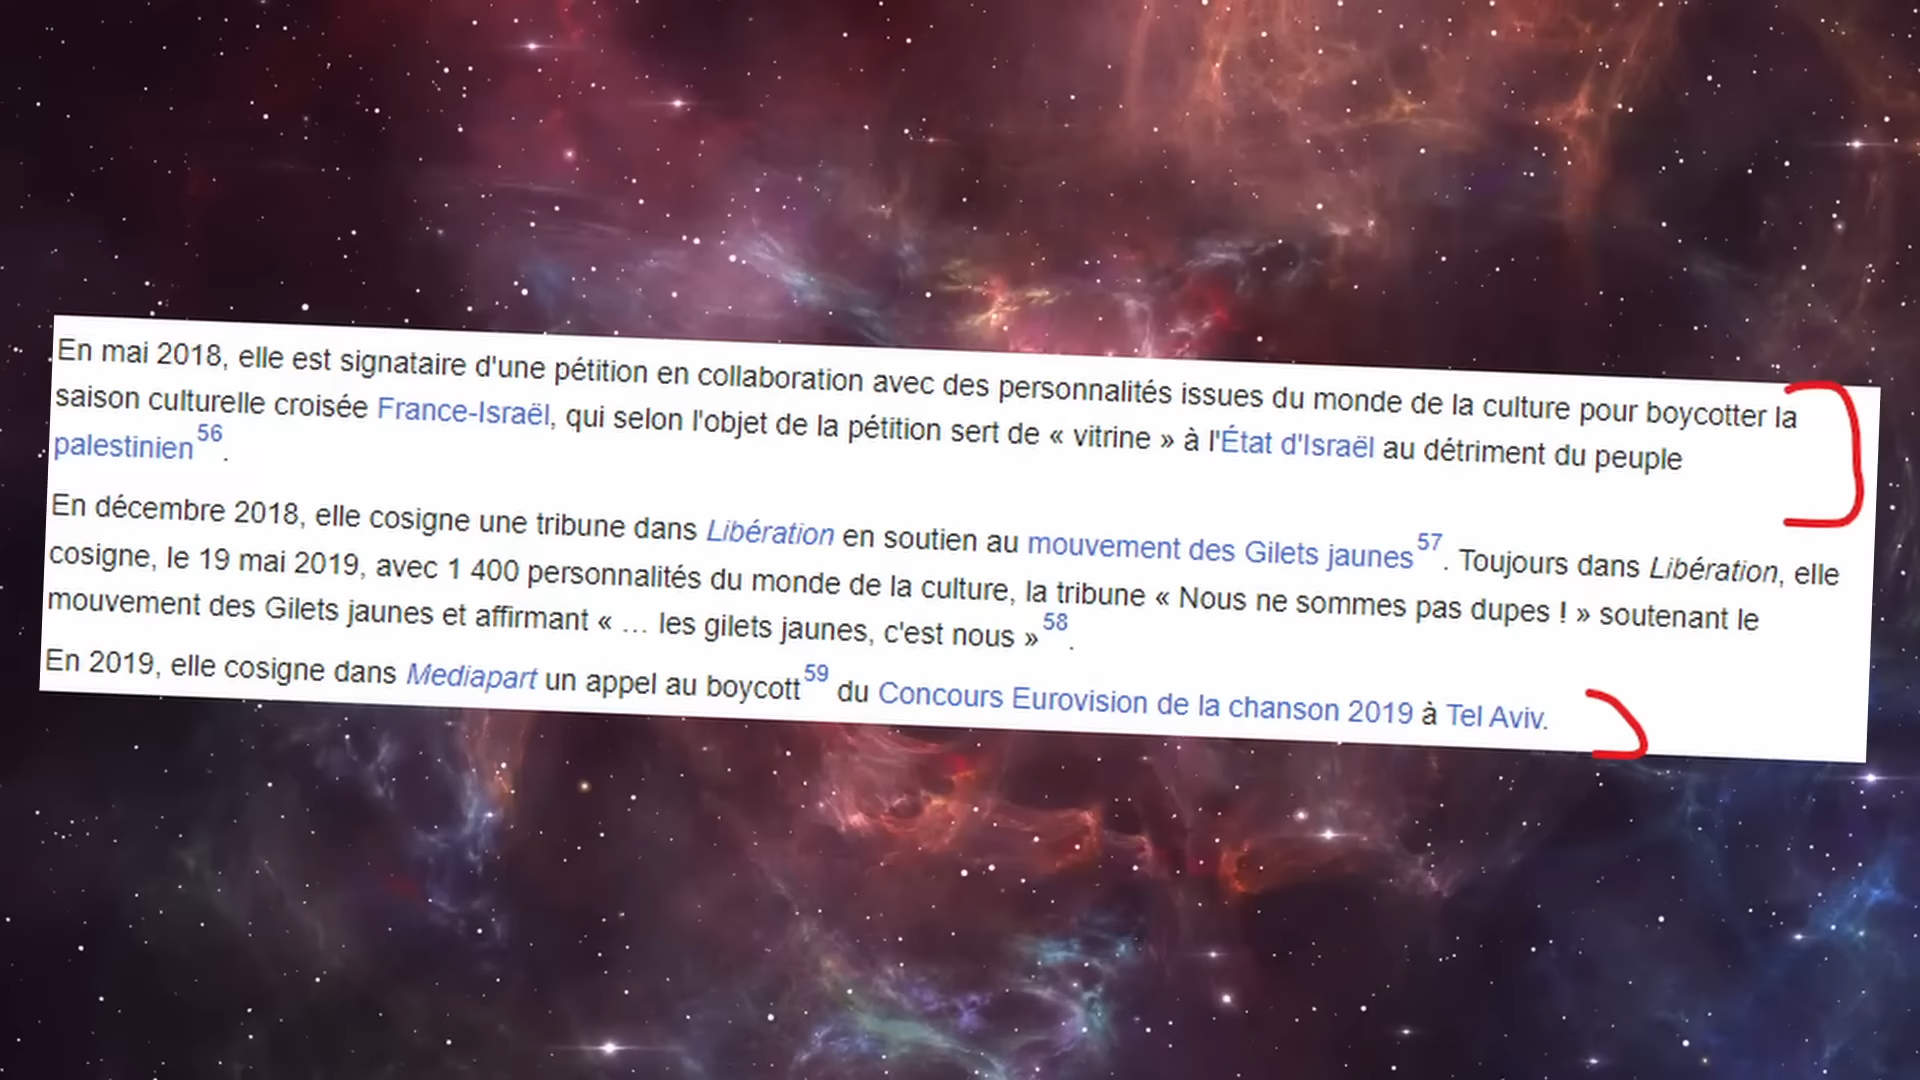 En mai 2018, elle est signataire d'une pétition en collaboration avec des personnalités issues du monde de la culture pour boycotter la
saison culturelle croisée France-Israël, qui selon l'objet de la pétition sert de « vitrine » à l'État d'Israël au détriment du peuple
palestinien56.
En décembre 2018, elle cosigne une tribune dans Libération en soutien au mouvement des Gilets jaunes57. Toujours dans Libération, elle
cosigne, le 19 mai 2019, avec 1 400 personnalités du monde de la culture, la tribune « Nous ne sommes pas dupes ! » soutenant le
mouvement des Gilets jaunes et affirmant « … les gilets jaunes, c'est nous »58.
En 2019, elle cosigne dans Mediapart un appel au boycott59 du Concours Eurovision de la chanson 2019 à Tel Aviv.